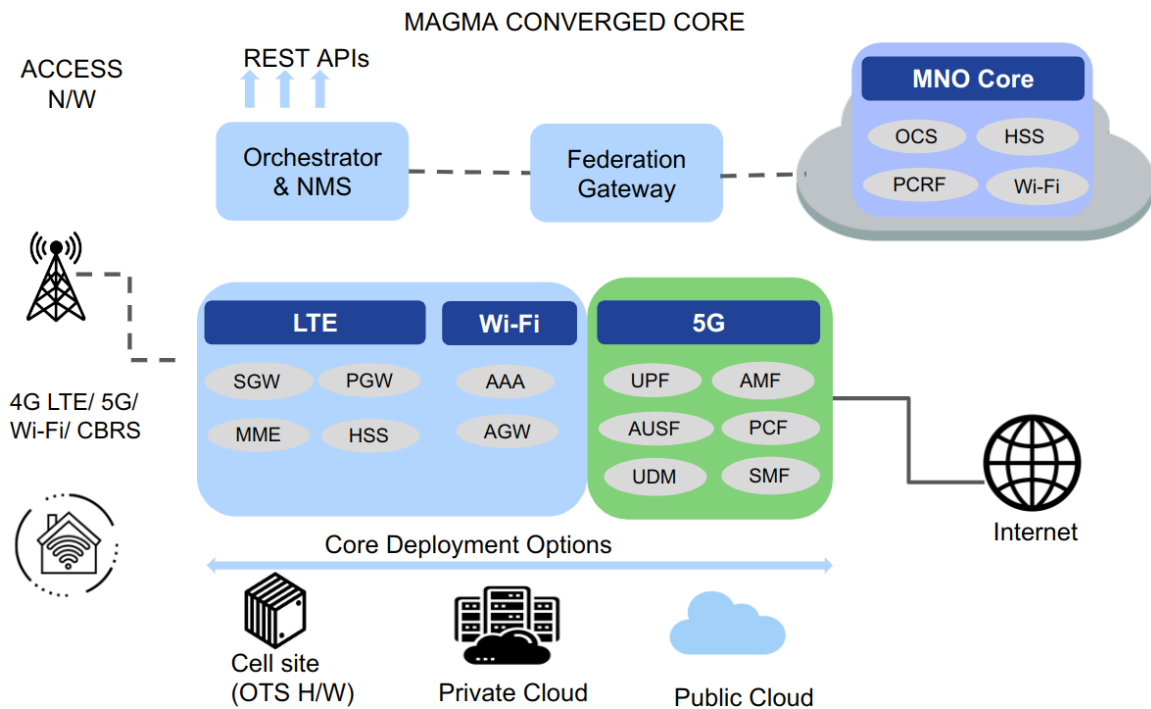 MAGMA CONVERGED CORE
ACCESS
N/W
REST APIs
Orchestrator
& NMS
Federation
Gateway
MNO Core
OCS
HSS
PCRF
Wi-Fi
LTE
Wi-Fi
5G
SGW
PGW
AAA
UPF
AMF
MME
HSS
AGW
AUSF
PCF
UDM
SMF
4G LTE/ 5G/
Wi-Fi/ CBRS
Internet
Core Deployment Options
Cell site
(OTS H/W)
Private Cloud
Public Cloud